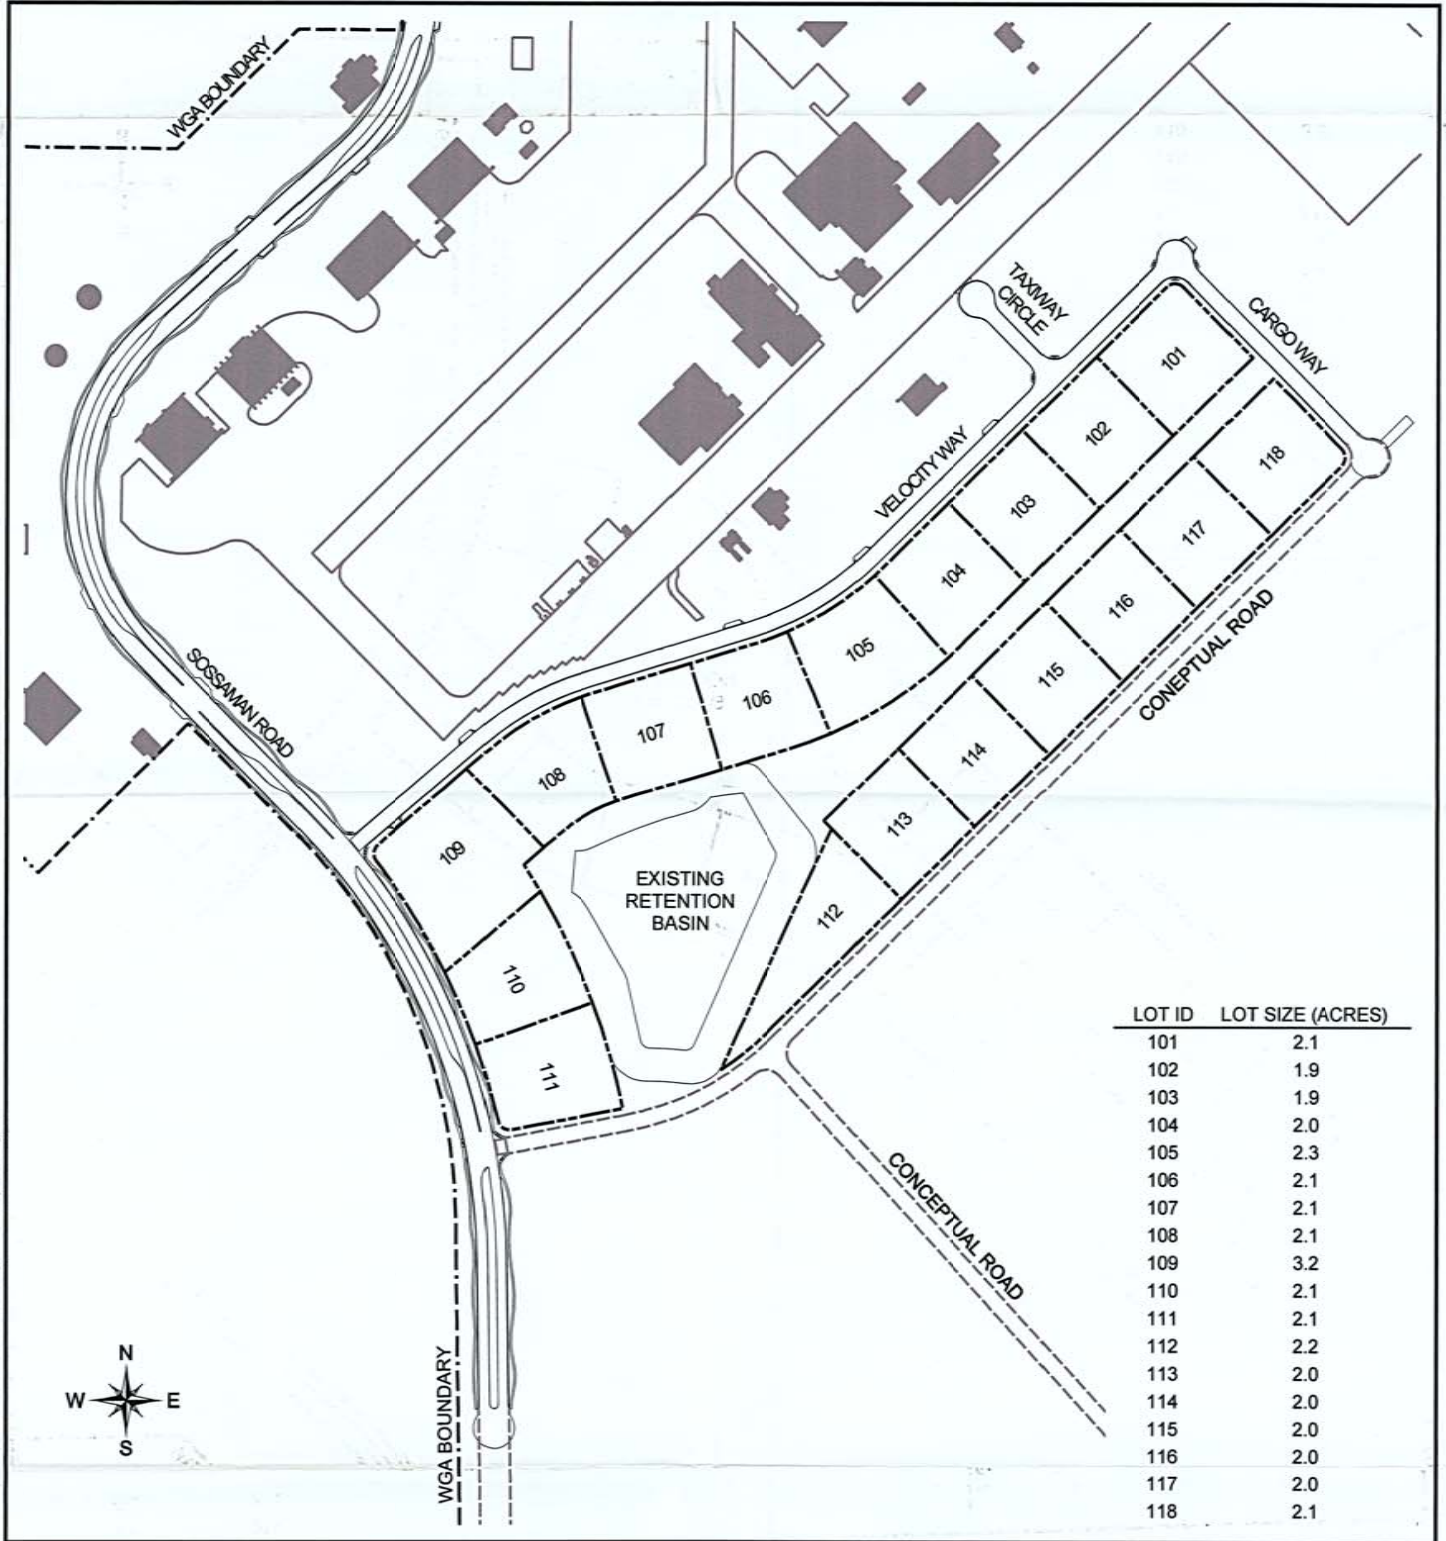 WGA BOUNDARY
TAXIWAY
CIRCLE
CARGO WAY
101
102
118
VELOCITY WAY
103
117
104
116
CONEPTUAL ROAD
105
115
SOSSAMAN ROAD
106
107
114
108
113
109
EXISTING
RETENTION
BASIN
112
110
111
CONCEPTUAL ROAD
WGA BOUNDARY
N
W E
S
LOT ID LOT SIZE (ACRES)
101 2.1
102 1.9
103 1.9
104 2.0
105 2.3
106 2.1
107 2.1
108 2.1
109 3.2
110 2.1
111 2.1
112 2.2
113 2.0
114 2.0
115 2.0
116 2.0
117 2.0
118 2.1